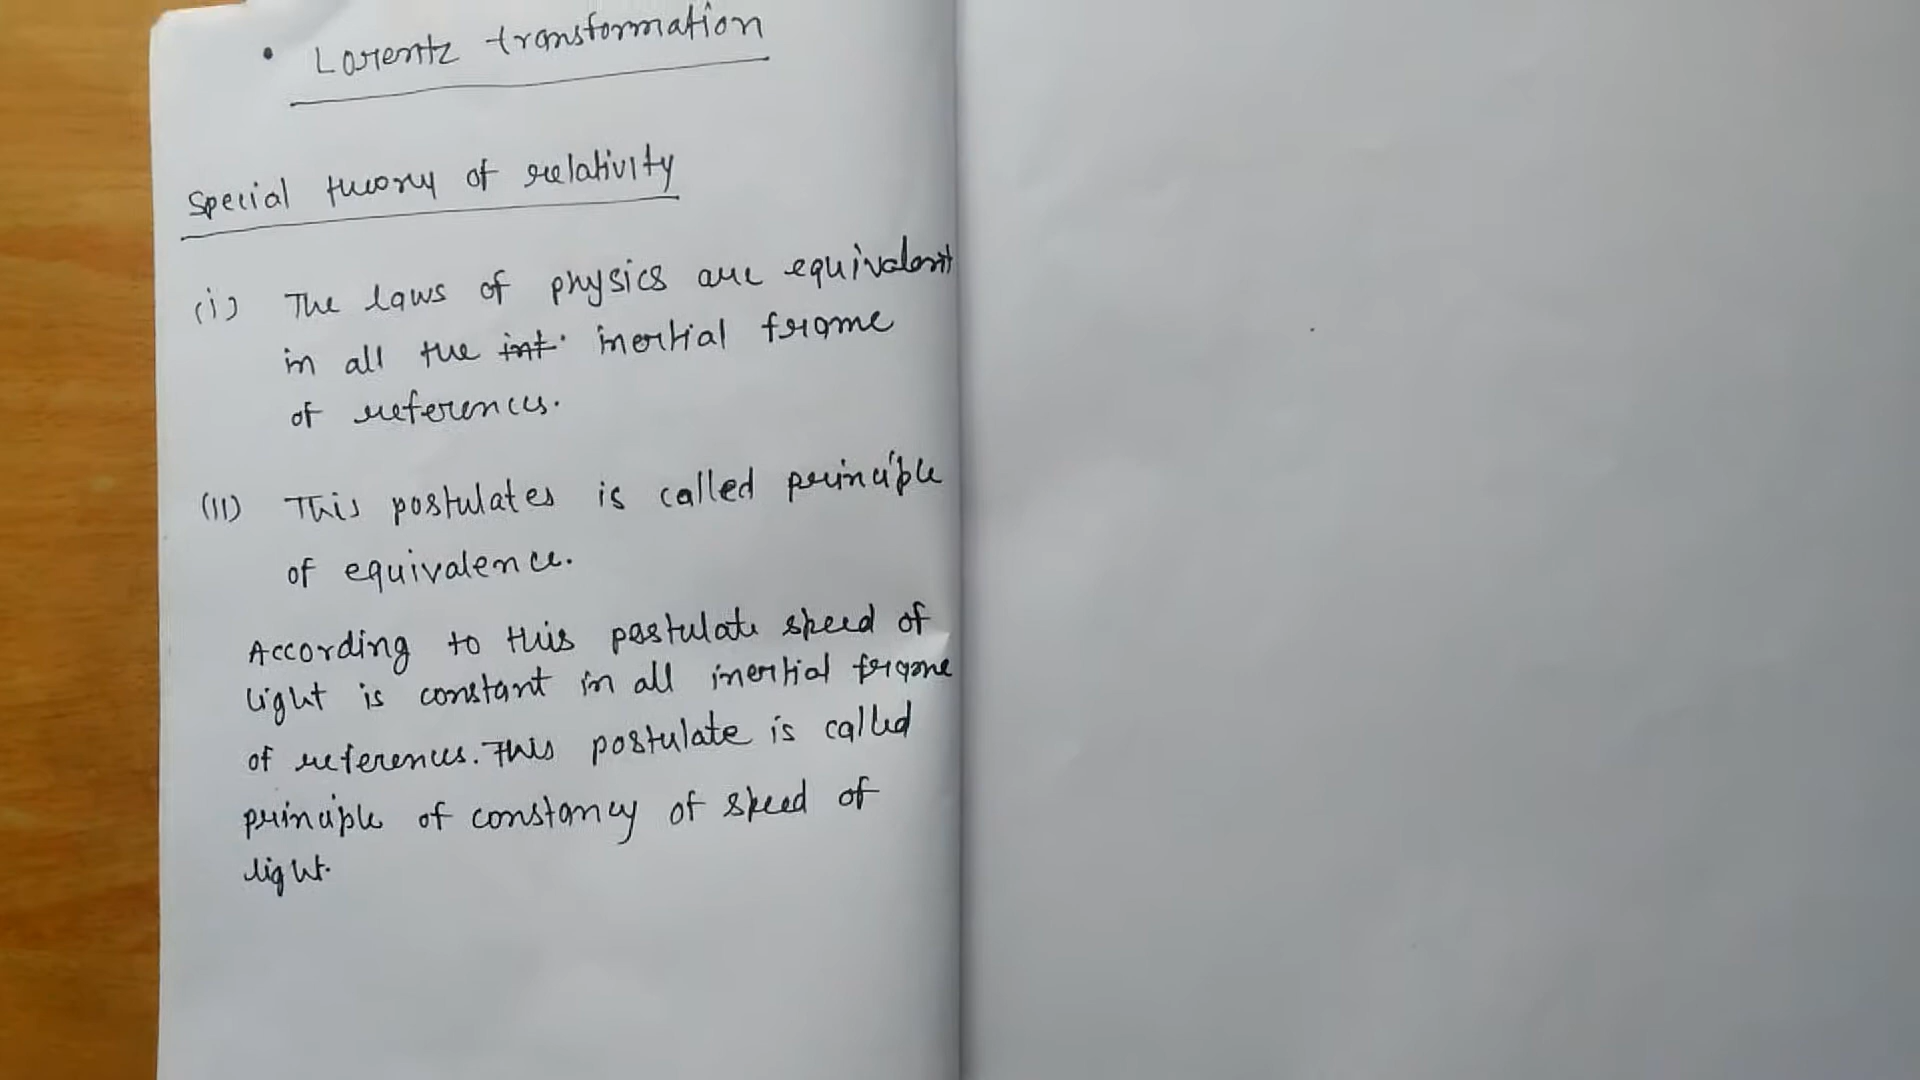 • Lorentz transformation
Special theory of relativity
(i) The laws of physics are equivalent
in all the int. inertial frame
of references.
(II) This postulates is called principle
of equivalence.
According to this postulate speed of
light is constant in all inertial frame
of references. This postulate is called
principle of constancy of speed of
light.